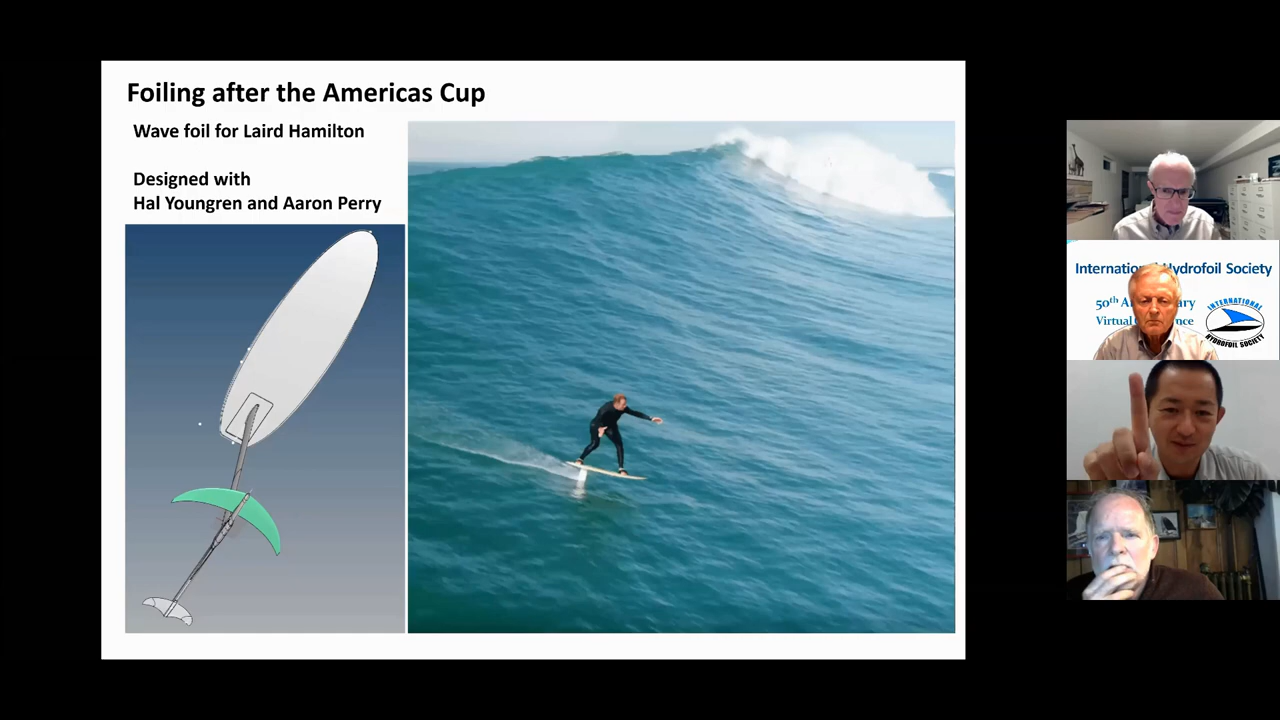 Foiling after the Americas Cup
Wave foil for Laird Hamilton
Designed with
Hal Youngren and Aaron Perry
Hydrofoil Society
50th
Virtual
INTERNATIONAL
HYDROFOIL SOCIETY